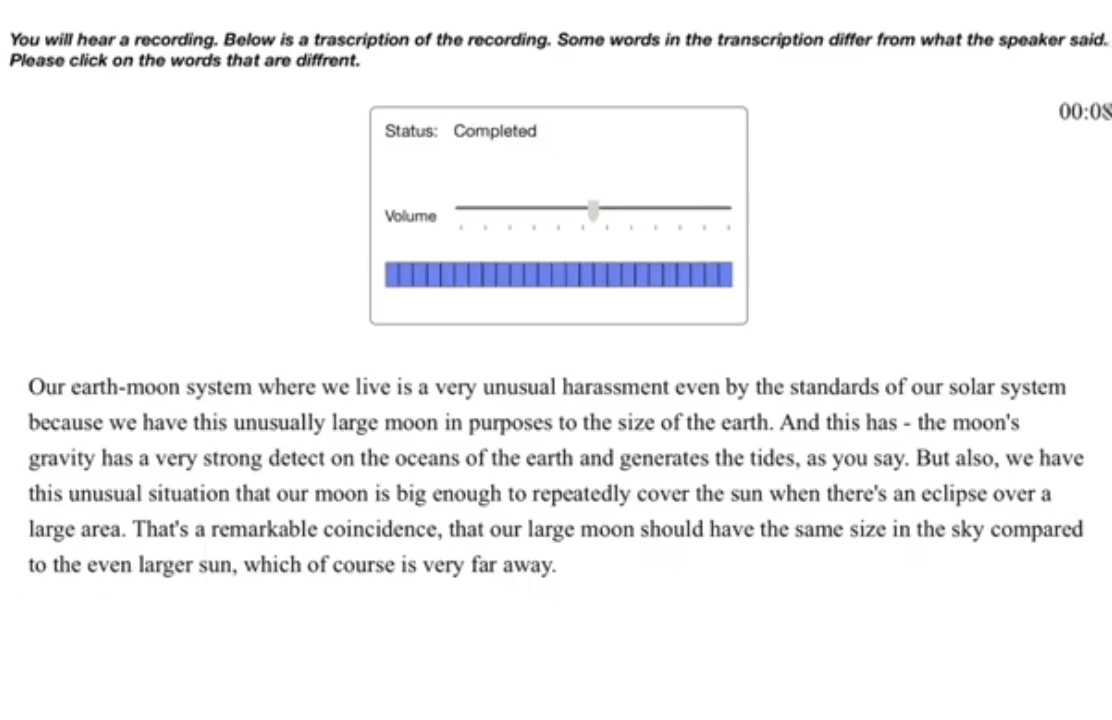 You will hear a recording. Below is a trascription of the recording. Some words in the transcription differ from what the speaker said.
Please click on the words that are diffrent.
00:08
Status: Completed
Volume
Our earth-moon system where we live is a very unusual harassment even by the standards of our solar system
because we have this unusually large moon in purposes to the size of the earth. And this has - the moon's
gravity has a very strong detect on the oceans of the earth and generates the tides, as you say. But also, we have
this unusual situation that our moon is big enough to repeatedly cover the sun when there's an eclipse over a
large area. That's a remarkable coincidence, that our large moon should have the same size in the sky compared
to the even larger sun, which of course is very far away.